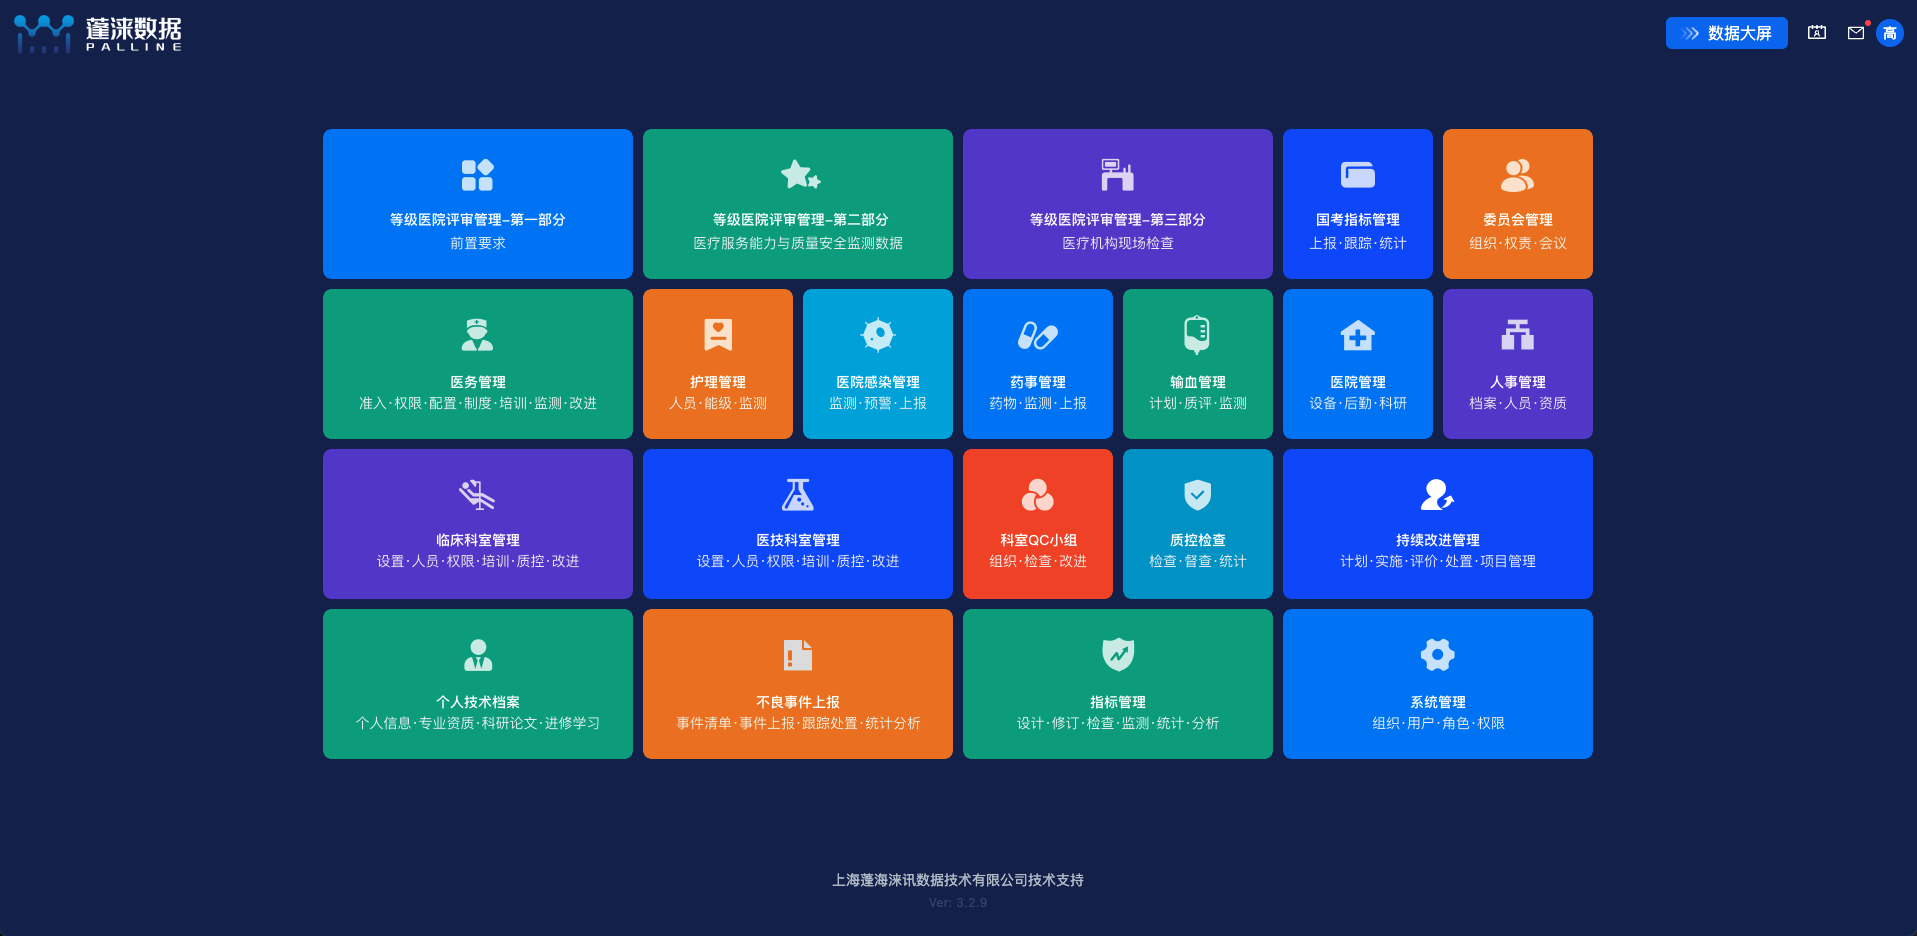 蓬涞数据
PALLINE
数据大屏
高
等级医院评审管理-第一部分
前置要求
等级医院评审管理-第二部分
医疗服务能力与质量安全监测数据
等级医院评审管理-第三部分
医疗机构现场检查
国考指标管理
上报·跟踪·统计
委员会管理
组织·权责·会议
医务管理
准入·权限·配置·制度·培训·监测·改进
护理管理
人员·能级·监测
医院感染管理
监测·预警·上报
药事管理
药物·监测·上报
输血管理
计划·质评·监测
医院管理
设备·后勤·科研
人事管理
档案·人员·资质
临床科室管理
设置·人员·权限·培训·质控·改进
医技科室管理
设置·人员·权限·培训·质控·改进
科室QC小组
组织·检查·改进
质控检查
检查·督查·统计
持续改进管理
计划·实施·评价·处置·项目管理
个人技术档案
个人信息·专业资质·科研论文·进修学习
不良事件上报
事件清单·事件上报·跟踪处置·统计分析
指标管理
设计·修订·检查·监测·统计·分析
系统管理
组织·用户·角色·权限
上海蓬海涞讯数据技术有限公司技术支持
Ver: 3.2.9